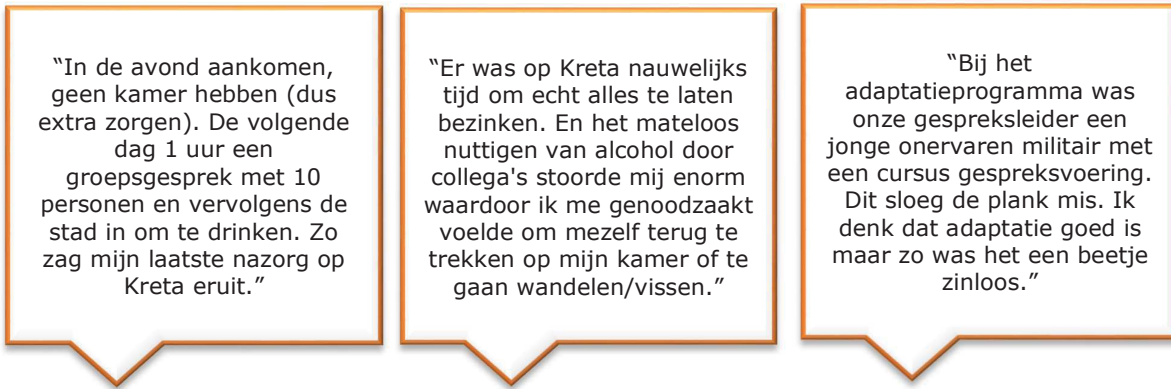 “In de avond aankomen,
geen kamer hebben (dus
extra zorgen). De volgende
dag 1 uur een
groepsgesprek met 10
personen en vervolgens de
stad in om te drinken. Zo
zag mijn laatste nazorg op
Kreta eruit.”
“Er was op Kreta nauwelijks
tijd om echt alles te laten
bezinken. En het mateloos
nuttigen van alcohol door
collega's stoorde mij enorm
waardoor ik me genoodzaakt
voelde om mezelf terug te
trekken op mijn kamer of te
gaan wandelen/vissen.”
“Bij het
adaptatieprogramma was
onze gespreksleider een
jonge onervaren militair met
een cursus gespreksvoering.
Dit sloeg de plank mis. Ik
denk dat adaptatie goed is
maar zo was het een beetje
zinloos.”